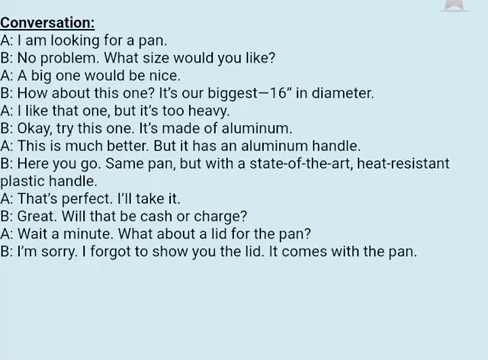 Conversation:
A: I am looking for a pan.
B: No problem. What size would you like?
A: A big one would be nice.
B: How about this one? It's our biggest—16” in diameter.
A: I like that one, but it's too heavy.
B: Okay, try this one. It's made of aluminum.
A: This is much better. But it has an aluminum handle.
B: Here you go. Same pan, but with a state-of-the-art, heat-resistant
plastic handle.
A: That's perfect. I'll take it.
B: Great. Will that be cash or charge?
A: Wait a minute. What about a lid for the pan?
B: I'm sorry. I forgot to show you the lid. It comes with the pan.